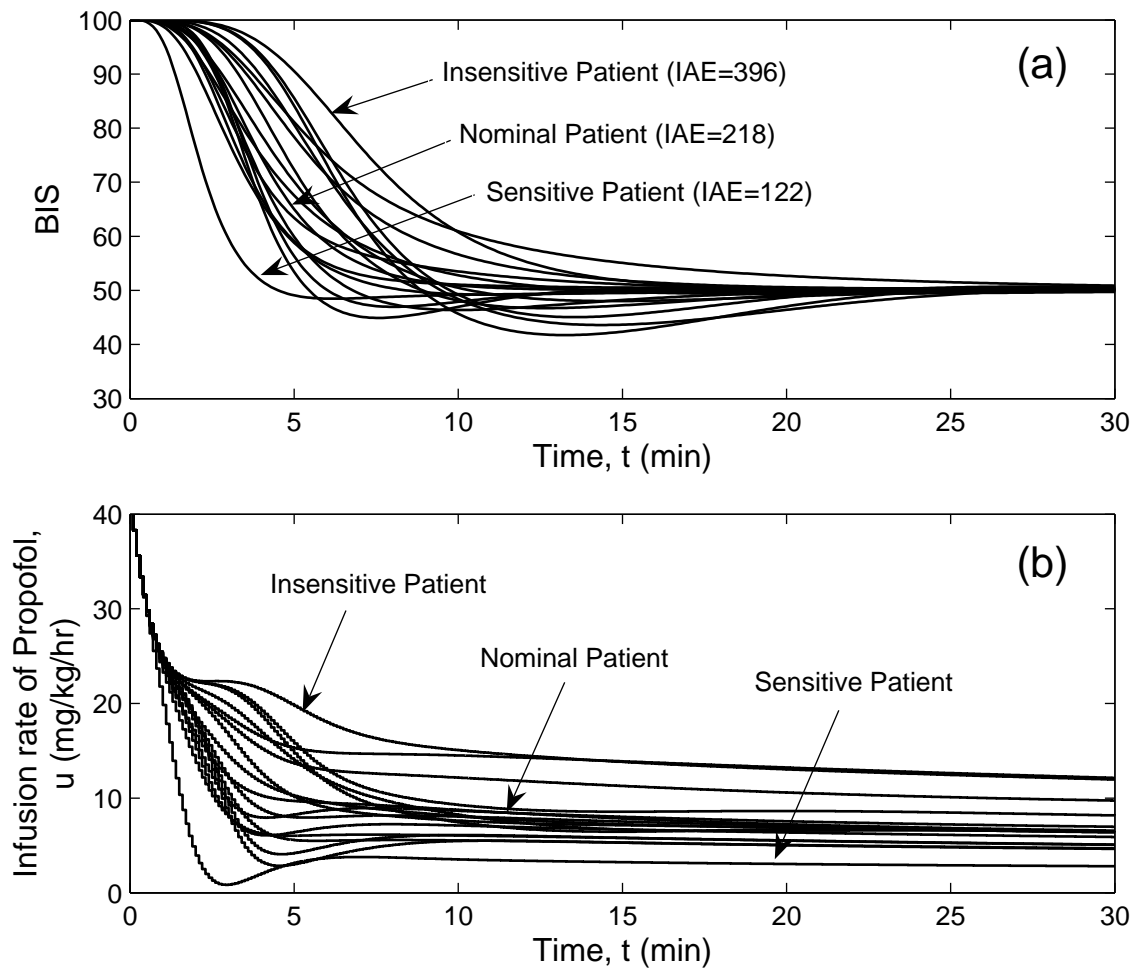 100
90
80
70
60
50
40
30
BIS
(a)
Insensitive Patient (IAE=396)
Nominal Patient (IAE=218)
Sensitive Patient (IAE=122)
0 5 10 15 20 25 30
Time, t (min)
40
30
20
10
0
Infusion rate of Propofol,
u (mg/kg/hr)
(b)
Insensitive Patient
Nominal Patient
Sensitive Patient
0 5 10 15 20 25 30
Time, t (min)